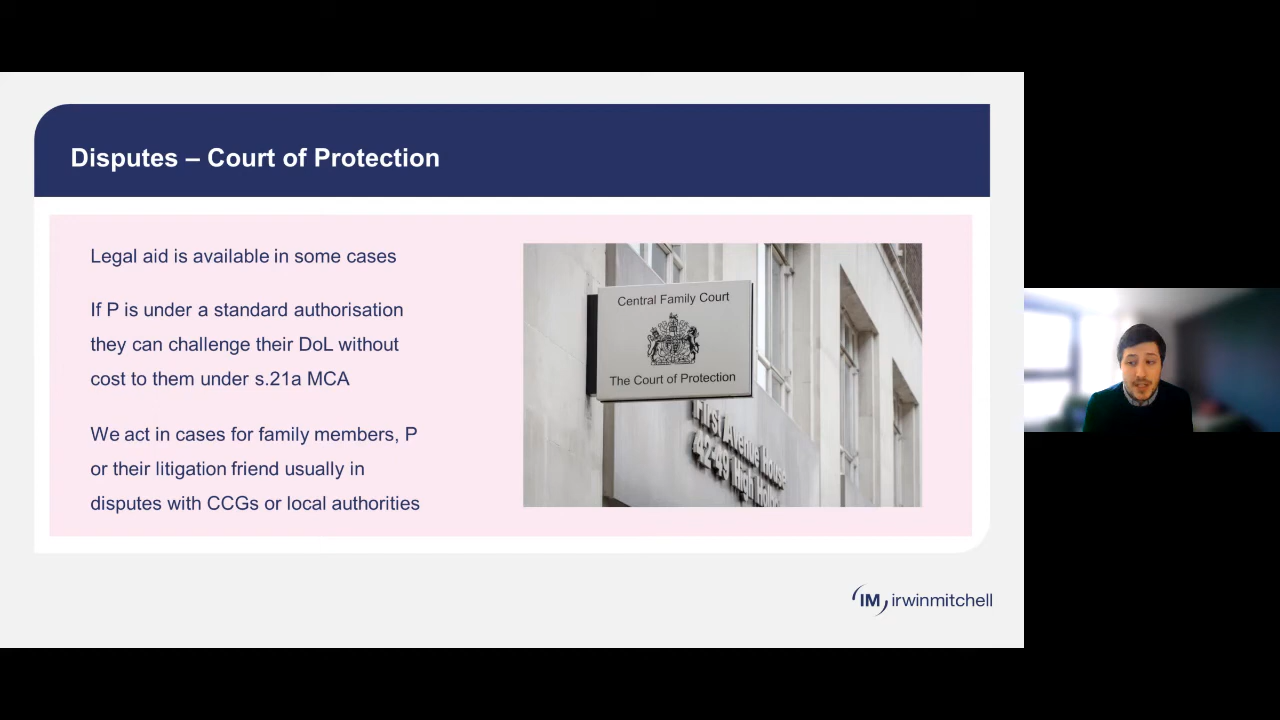 Disputes – Court of Protection
Legal aid is available in some cases
If P is under a standard authorisation
they can challenge their DoL without
cost to them under s.21a MCA
We act in cases for family members, P
or their litigation friend usually in
disputes with CCGs or local authorities
Central Family Court
The Court of Protection
First Avenue House
42-49 High
IM irwinmitchell